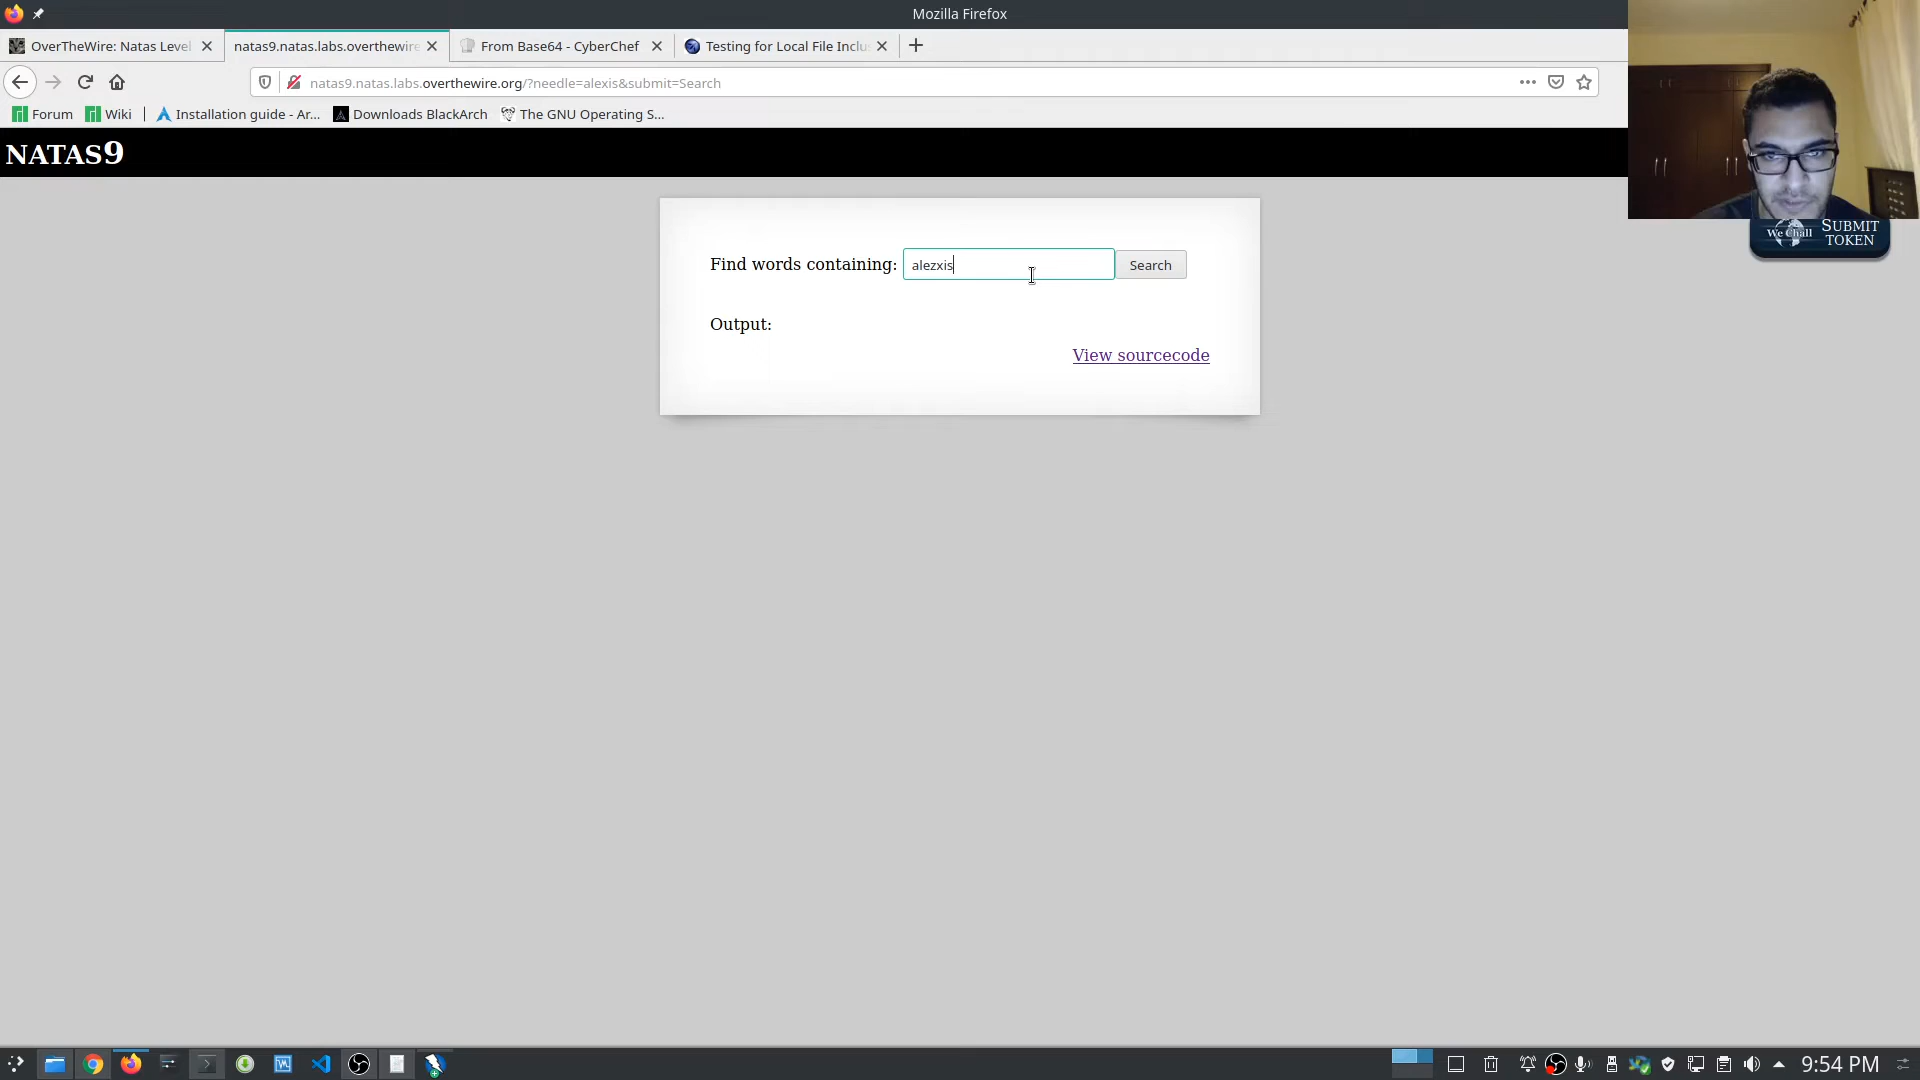 Mozilla Firefox
OverTheWire: Natas Level
natas9.natas.labs.overthewire
From Base64 - CyberChef
Testing for Local File Inclu
natas9.natas.labs.overthewire.org/?needle=alexis&submit=Search
Forum
Wiki
Installation guide - Ar...
Downloads BlackArch
The GNU Operating S...
NATAS9
We Chall
SUBMIT
TOKEN
Find words containing:
alezxis
Search
Output:
View sourcecode
9:54 PM